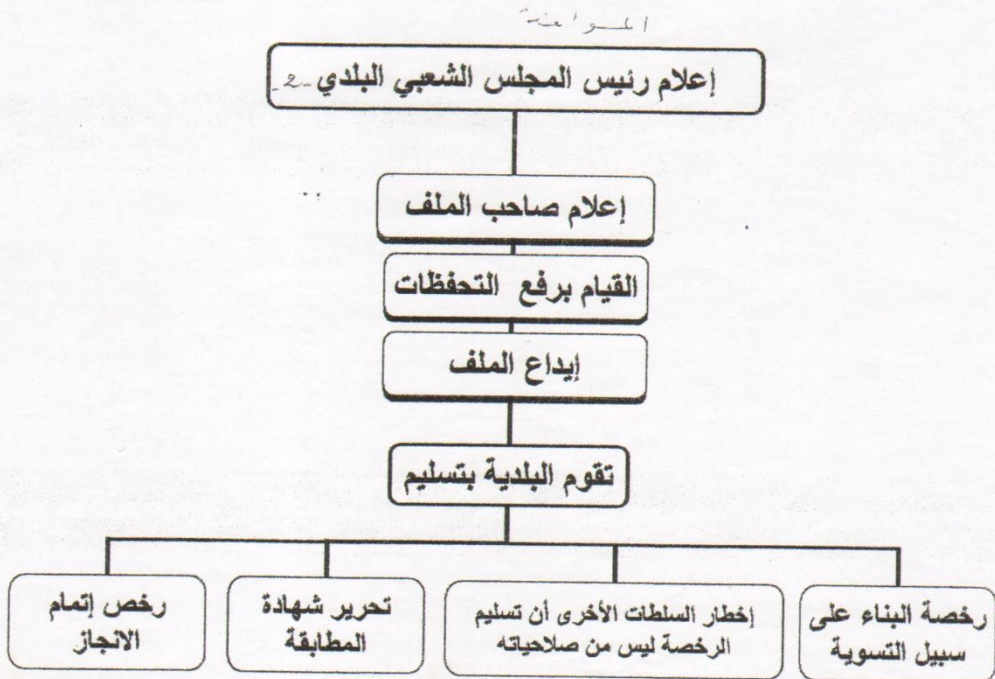 إعلام رئيس المجلس الشعبي البلدي
إعلام صاحب الملف
القيام برفع التحفظات
إيداع الملف
تقوم البلدية بتسليم
رخصة البناء على
سبيل التسوية
إخطار السلطات الأخرى أن تسليم
الرخصة ليس من صلاحياته
تحرير شهادة
المطابقة
رخص إتمام
الانجاز